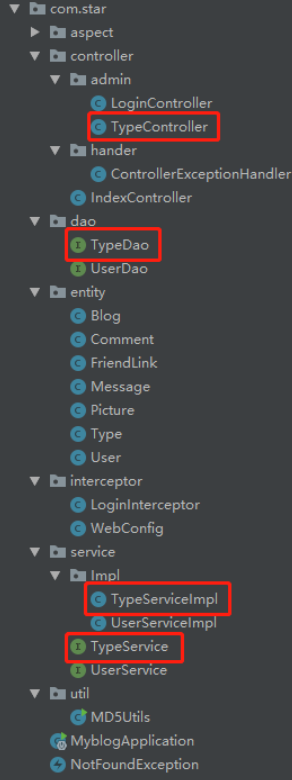 com.star
aspect
controller
admin
LoginController
TypeController
hander
ControllerExceptionHandler
IndexController
dao
TypeDao
UserDao
entity
Blog
Comment
FriendLink
Message
Picture
Type
User
interceptor
LoginInterceptor
WebConfig
service
Impl
TypeServiceImpl
UserServiceImpl
TypeService
UserService
util
MD5Utils
MyblogApplication
NotFoundException